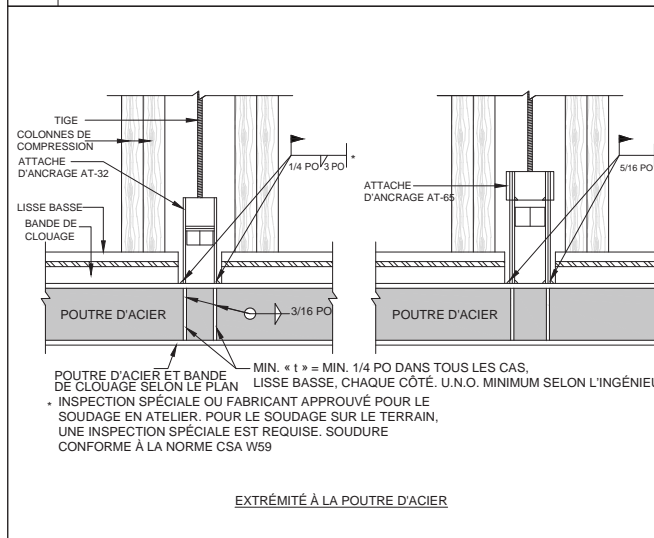 TIGE
COLONNES DE
COMPRESSION
ATTACHE
D'ANCRAGE AT-32
LISSE BASSE
BANDE DE
CLOUAGE
1/4 PO 3 PO *
ATTACHE
D'ANCRAGE AT-65
5/16 PO
POUTRE D'ACIER
3/16 PO
POUTRE D'ACIER
POUTRE D'ACIER ET BANDE
DE CLOUAGE SELON LE PLAN
MIN. « t » = MIN. 1/4 PO DANS TOUS LES CAS,
LISSE BASSE, CHAQUE CÔTÉ. U.N.O. MINIMUM SELON L'INGÉNIEU
* INSPECTION SPÉCIALE OU FABRICANT APPROUVÉ POUR LE
SOUDAGE EN ATELIER. POUR LE SOUDAGE SUR LE TERRAIN,
UNE INSPECTION SPÉCIALE EST REQUISE. SOUDURE
CONFORME À LA NORME CSA W59
EXTRÉMITÉ À LA POUTRE D'ACIER